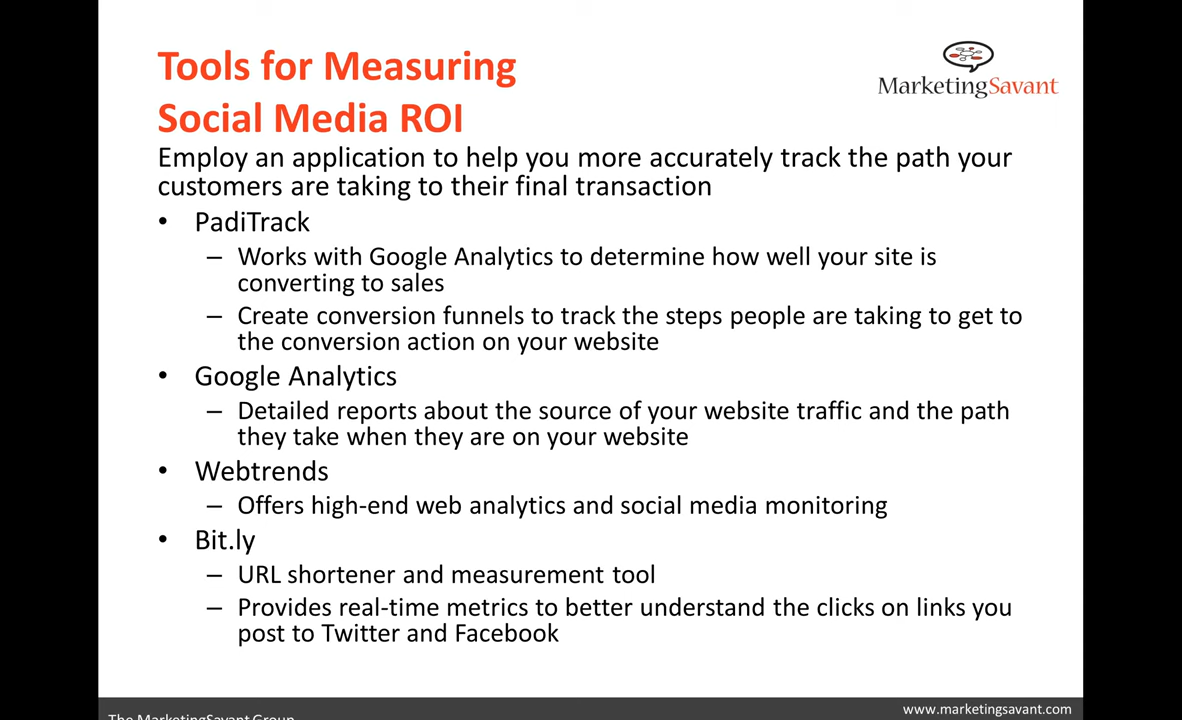 Tools for Measuring
Social Media ROI
MarketingSavant
Employ an application to help you more accurately track the path your
customers are taking to their final transaction
• PadiTrack
– Works with Google Analytics to determine how well your site is
converting to sales
– Create conversion funnels to track the steps people are taking to get to
the conversion action on your website
• Google Analytics
– Detailed reports about the source of your website traffic and the path
they take when they are on your website
• Webtrends
– Offers high-end web analytics and social media monitoring
• Bit.ly
– URL shortener and measurement tool
– Provides real-time metrics to better understand the clicks on links you
post to Twitter and Facebook
The MarketingSavant Group
www.marketingsavant.com